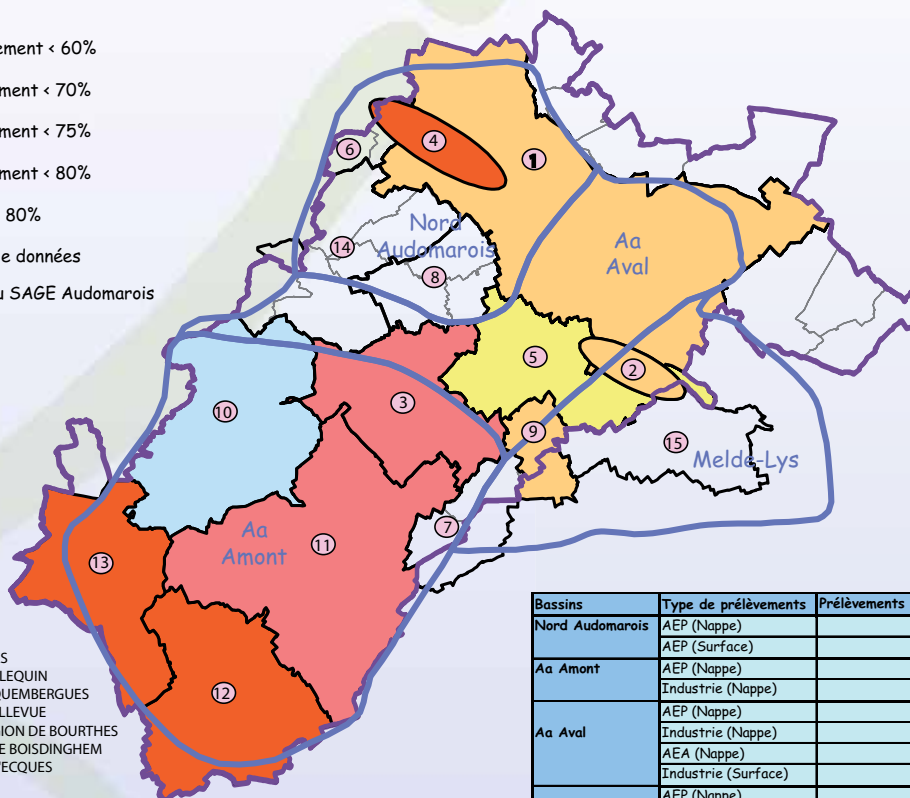 ement < 60%
ment < 70%
ment < 75%
ment < 80%
80%
e données
u SAGE Audomarois
4
1
6
Nord
Audomarois
14
8
Aa
Aval
5
2
3
10
9
15
Melde-Lys
7
Aa
Amont
11
13
12
S
LEQUIN
QUEMBERGUES
LLEVUE
GION DE BOURTHES
E BOISDINGHEM
ECQUES
Bassins Type de prélèvements Prélèvements
Nord Audomarois AEP (Nappe)
AEP (Surface)
Aa Amont AEP (Nappe)
Industrie (Nappe)
AEP (Nappe)
Aa Aval Industrie (Nappe)
AEA (Nappe)
Industrie (Surface)
AEP (Nappe)